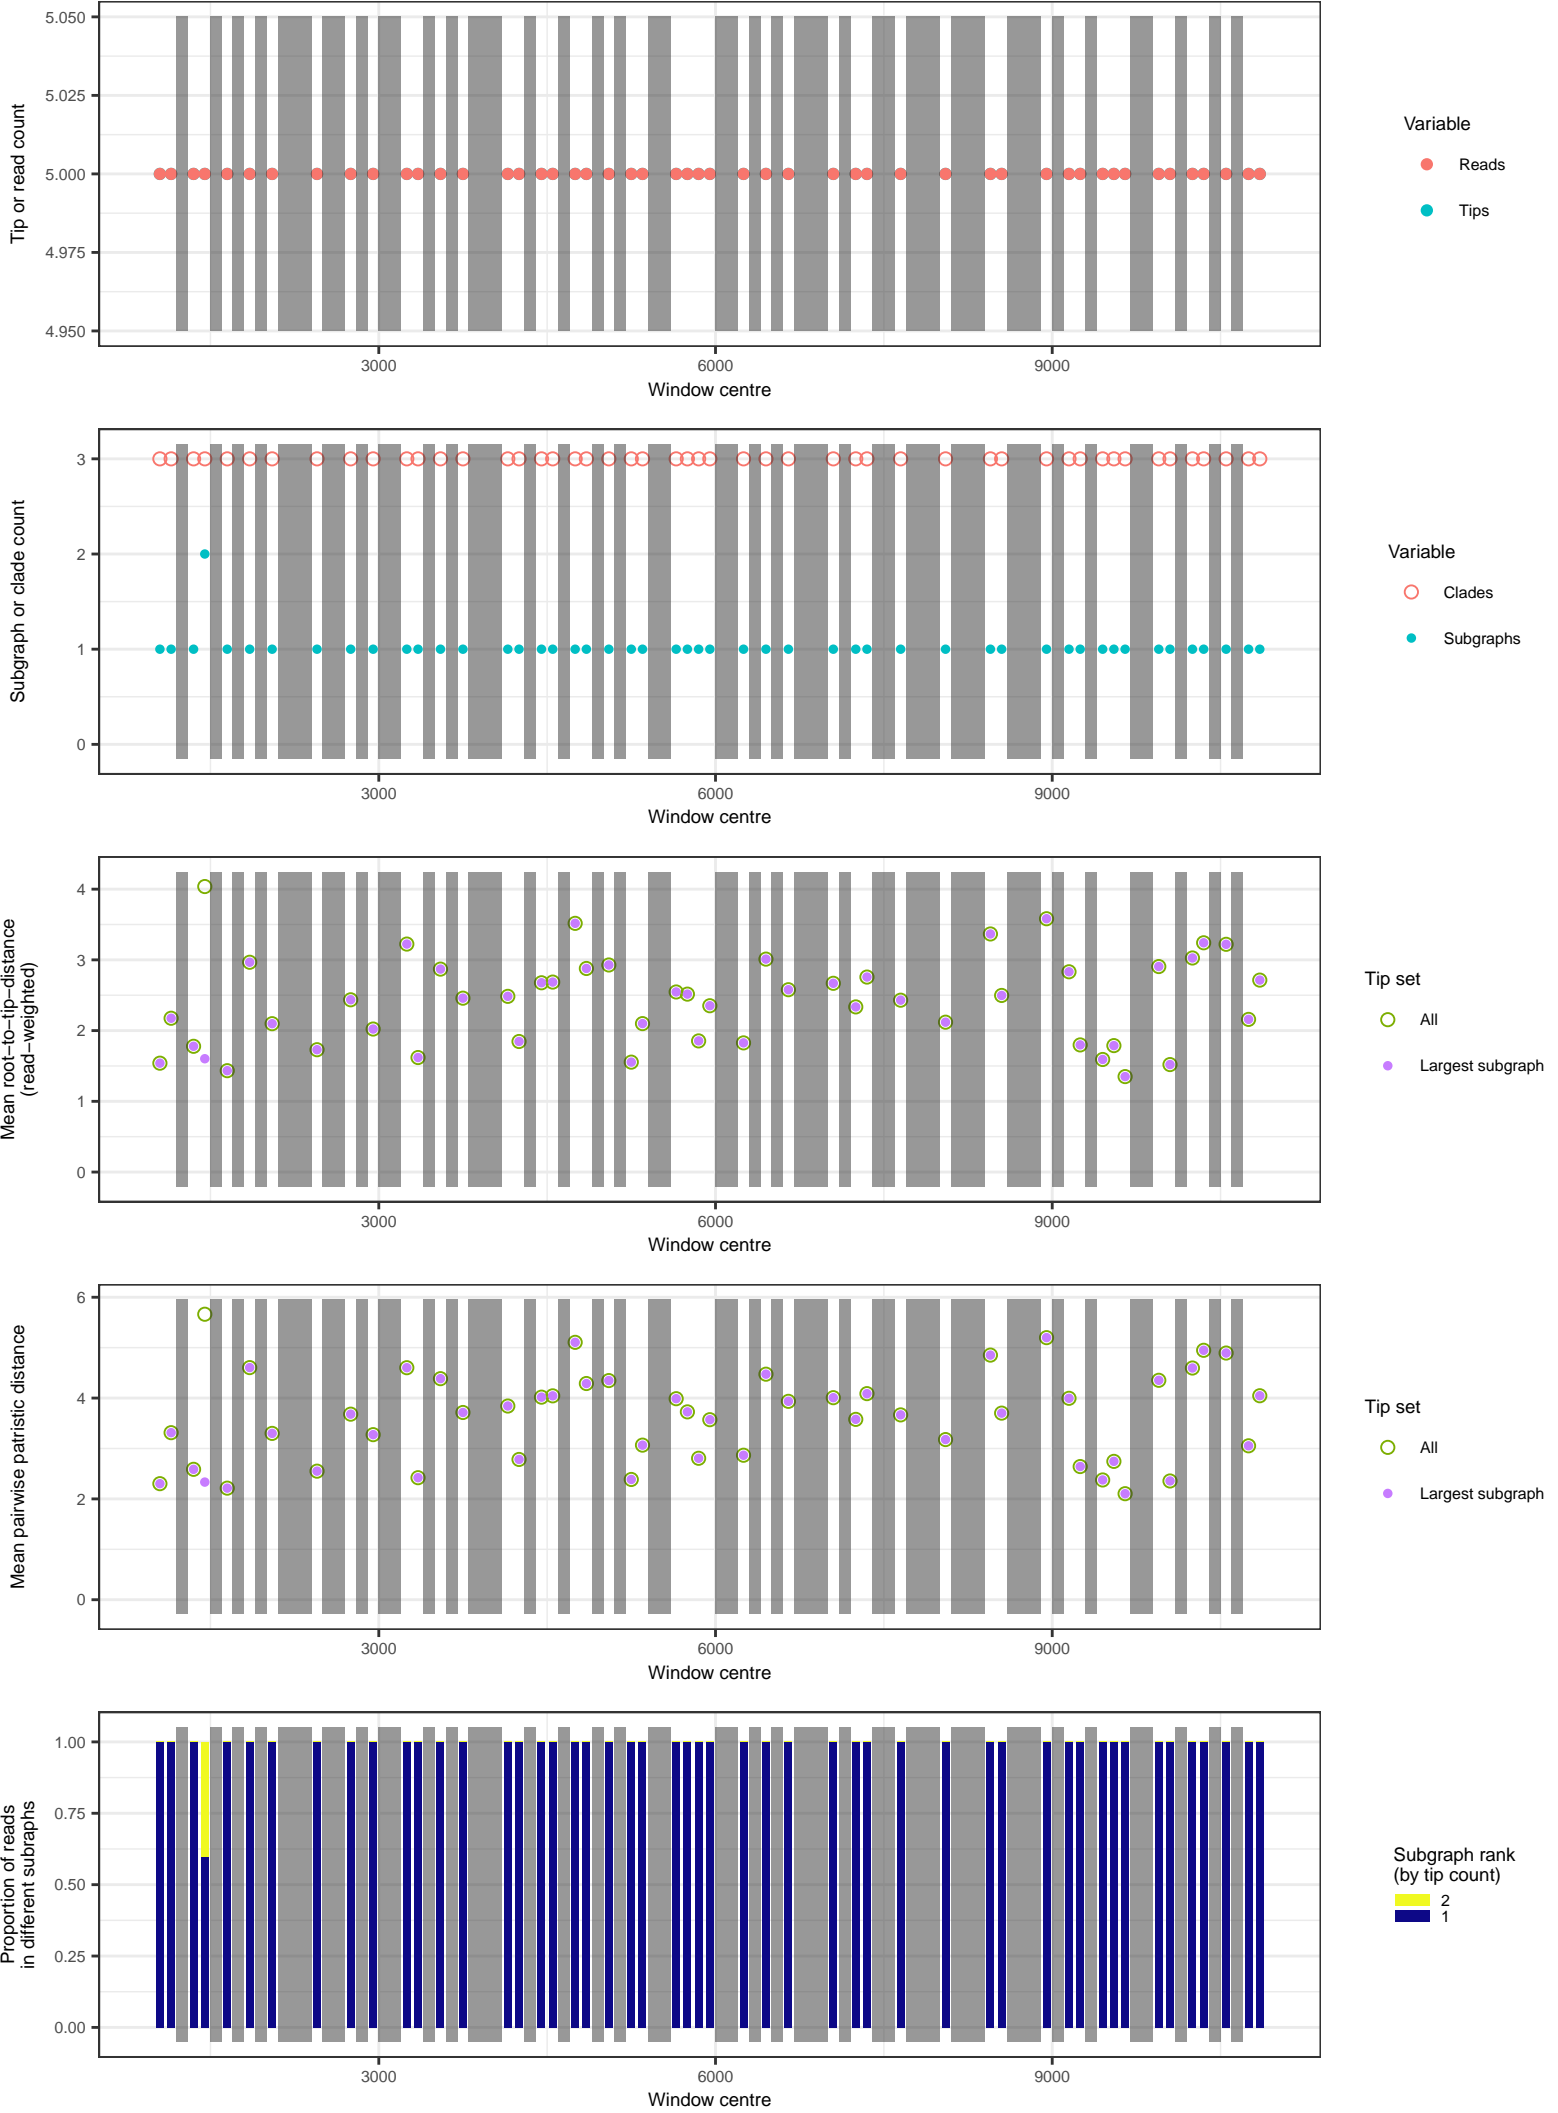 5.050
5.025
5.000
4.975
4.950
Tip or read count
3000 6000 9000
Window centre
Variable
Reads
Tips
3
2
1
0
Subgraph or clade count
3000 6000 9000
Window centre
Variable
Clades
Subgraphs
4
3
2
1
0
Mean root−to−tip−distance
(read−weighted)
3000 6000 9000
Window centre
Tip set
All
Largest subgraph
6
4
2
0
Mean pairwise patristic distance
3000 6000 9000
Window centre
Tip set
All
Largest subgraph
1.00
0.75
0.50
0.25
0.00
Proportion of reads
in different subraphs
3000 6000 9000
Window centre
Subgraph rank
(by tip count)
2
1